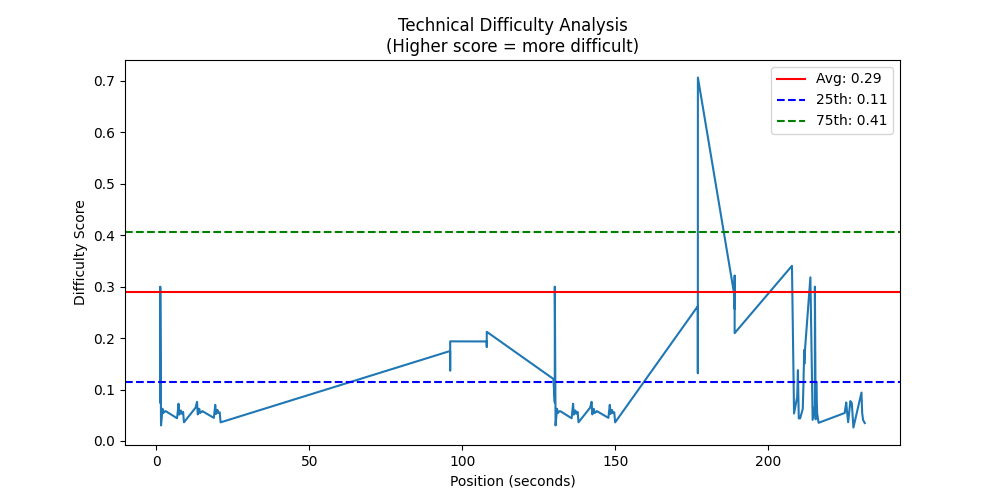 Technical Difficulty Analysis
(Higher score = more difficult)
Avg: 0.29
25th: 0.11
75th: 0.41
Difficulty Score
0.7
0.6
0.5
0.4
0.3
0.2
0.1
0.0
0 50 100 150 200
Position (seconds)